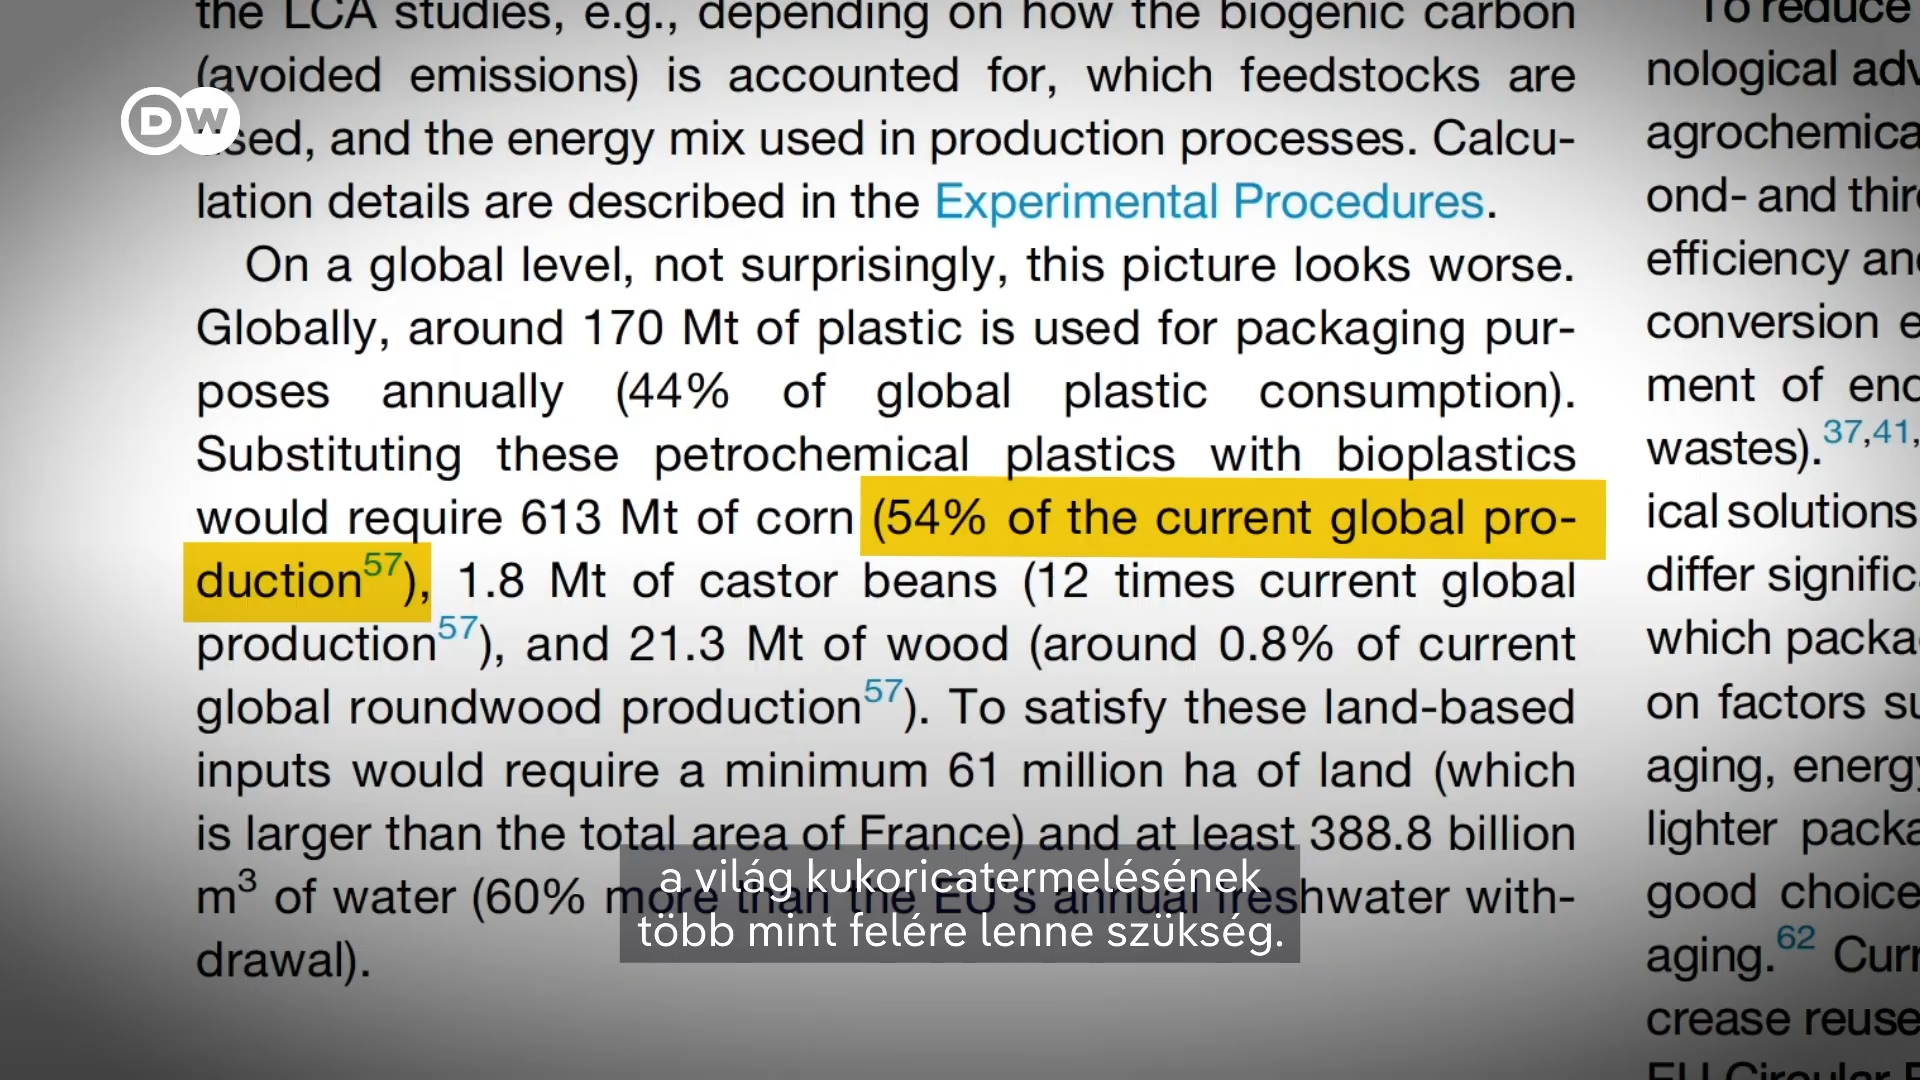 the LCA studies, e.g., depending on how the biogenic carbon
(avoided emissions) is accounted for, which feedstocks are
used, and the energy mix used in production processes. Calcu-
lation details are described in the Experimental Procedures.
On a global level, not surprisingly, this picture looks worse.
Globally, around 170 Mt of plastic is used for packaging pur-
poses annually (44% of global plastic consumption).
Substituting these petrochemical plastics with bioplastics
would require 613 Mt of corn (54% of the current global pro-
duction57), 1.8 Mt of castor beans (12 times current global
production57), and 21.3 Mt of wood (around 0.8% of current
global roundwood production57). To satisfy these land-based
inputs would require a minimum 61 million ha of land (which
is larger than the total area of France) and at least 388.8 billion
m3 of water (60% more than the EU's annual freshwater with-
drawal).
To reduce
nological adv
agrochemica
ond- and thir
efficiency an
conversion e
ment of en
wastes).37,41,
ical solutions
differ signific
which packa
on factors su
aging, energy
lighter packa
good choice
aging.62 Curr
crease reuse
EU Circular
DW
a világ kukoricatermelésének
több mint felére lenne szükség.